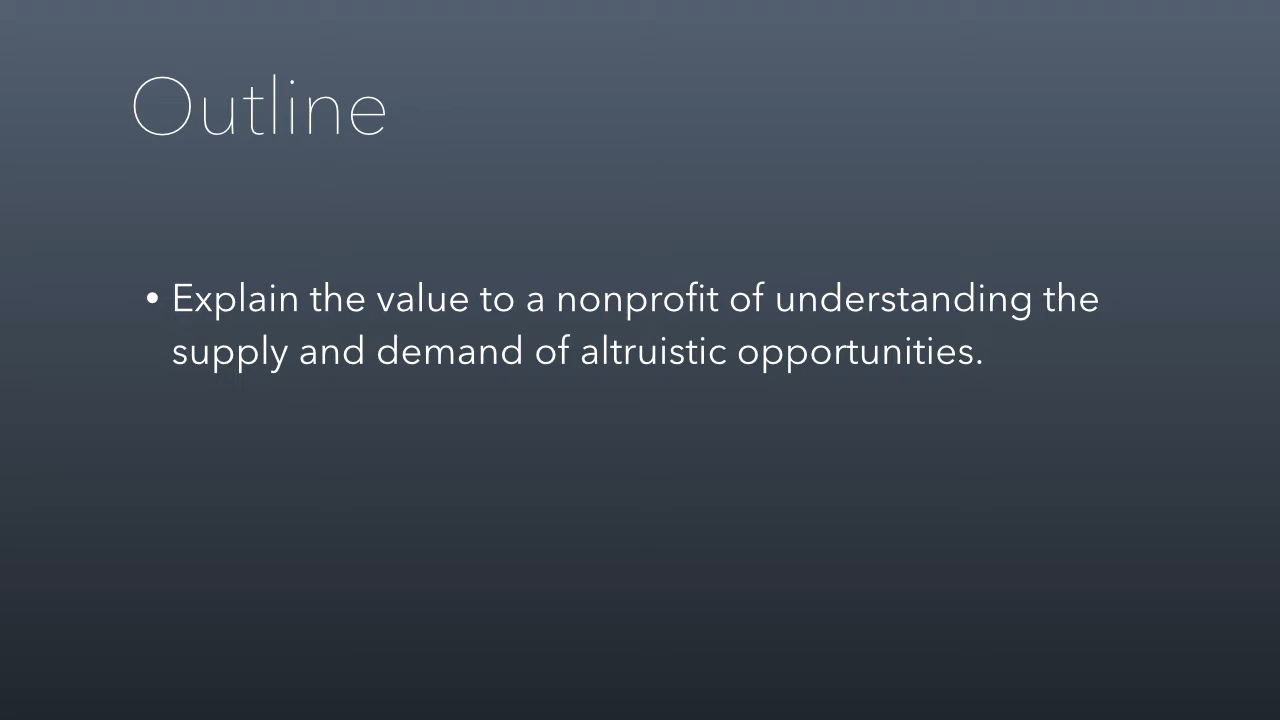 Outline
• Explain the value to a nonprofit of understanding the
supply and demand of altruistic opportunities.